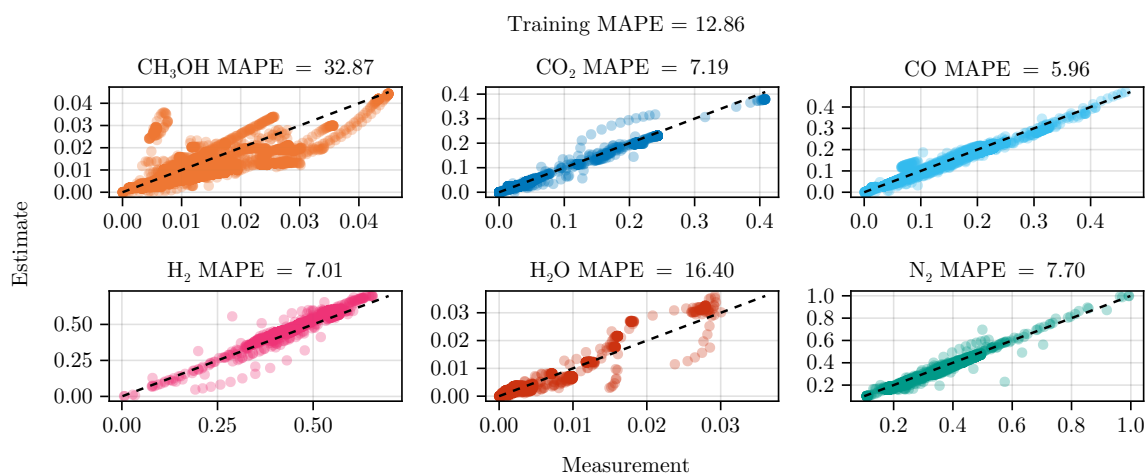 Training MAPE = 12.86
CH₃OH MAPE = 32.87
CO₂ MAPE = 7.19
CO MAPE = 5.96
0.04
0.03
0.02
0.01
0.00
0.00 0.01 0.02 0.03 0.04
0.4
0.3
0.2
0.1
0.0
0.0 0.1 0.2 0.3 0.4
0.4
0.3
0.2
0.1
0.0
0.0 0.1 0.2 0.3 0.4
Estimate
H₂ MAPE = 7.01
H₂O MAPE = 16.40
N₂ MAPE = 7.70
0.50
0.25
0.00
0.00 0.25 0.50
0.03
0.02
0.01
0.00
0.00 0.01 0.02 0.03
1.0
0.8
0.6
0.4
0.2
0.2 0.4 0.6 0.8 1.0
Measurement